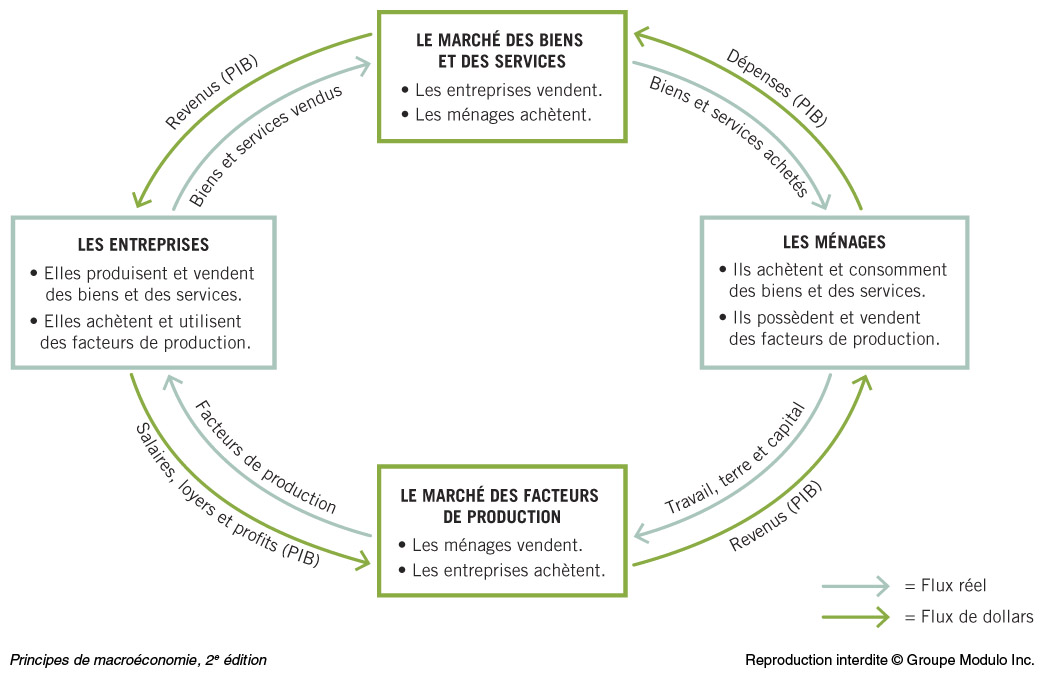 LE MARCHÉ DES BIENS
ET DES SERVICES
• Les entreprises vendent.
• Les ménages achètent.
Revenus (PIB)
Biens et services vendus
Dépenses (PIB)
Biens et services achetés
LES ENTREPRISES
• Elles produisent et vendent
des biens et des services.
• Elles achètent et utilisent
des facteurs de production.
LES MÉNAGES
• Ils achètent et consomment
des biens et des services.
• Ils possèdent et vendent
des facteurs de production.
Facteurs de production
Salaires, loyers et profits (PIB)
Travail, terre et capital
Revenus (PIB)
LE MARCHÉ DES FACTEURS
DE PRODUCTION
• Les ménages vendent.
• Les entreprises achètent.
= Flux réel
= Flux de dollars
Principes de macroéconomie, 2e édition
Reproduction interdite © Groupe Modulo Inc.